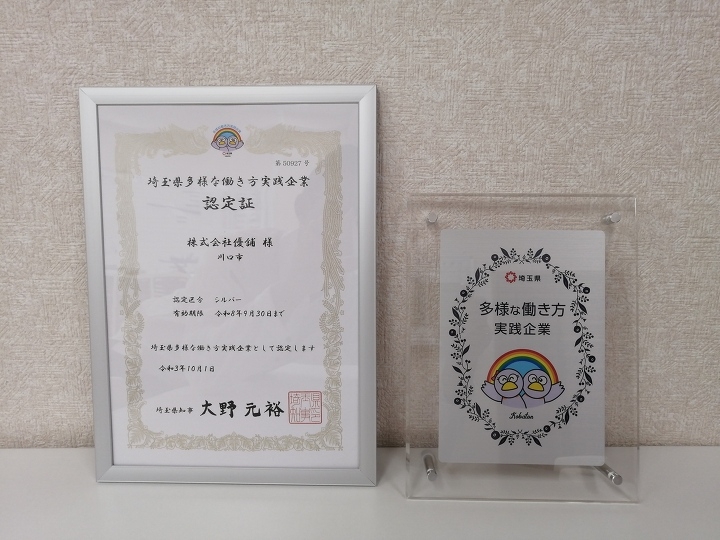 第50927号
埼玉県多様な働き方実践企業
認定証
株式会社優舗 様
川口市
認定区分 シルバー
有効期限 令和8年9月30日まで
埼玉県多様な働き方実践企業として認定します
令和3年10月1日
埼玉県知事 大野元裕
埼玉県
多様な働き方
実践企業
Kobaton